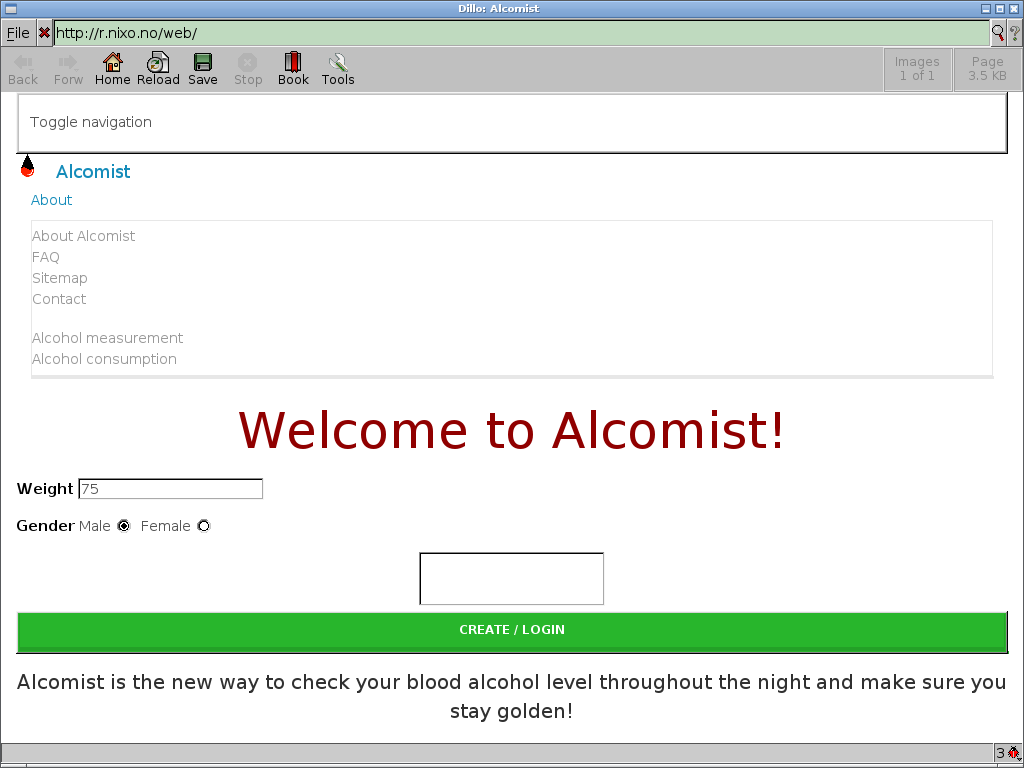 Dillo: Alcomist
File http://r.nixo.no/web/ ?
Back Forw Home Reload Save Stop Book Tools Images 1 of 1 Page 3.5 KB
Toggle navigation
Alcomist
About
About Alcomist
FAQ
Sitemap
Contact
Alcohol measurement
Alcohol consumption
Welcome to Alcomist!
Weight 75
Gender Male Female
CREATE / LOGIN
Alcomist is the new way to check your blood alcohol level throughout the night and make sure you
stay golden!
3